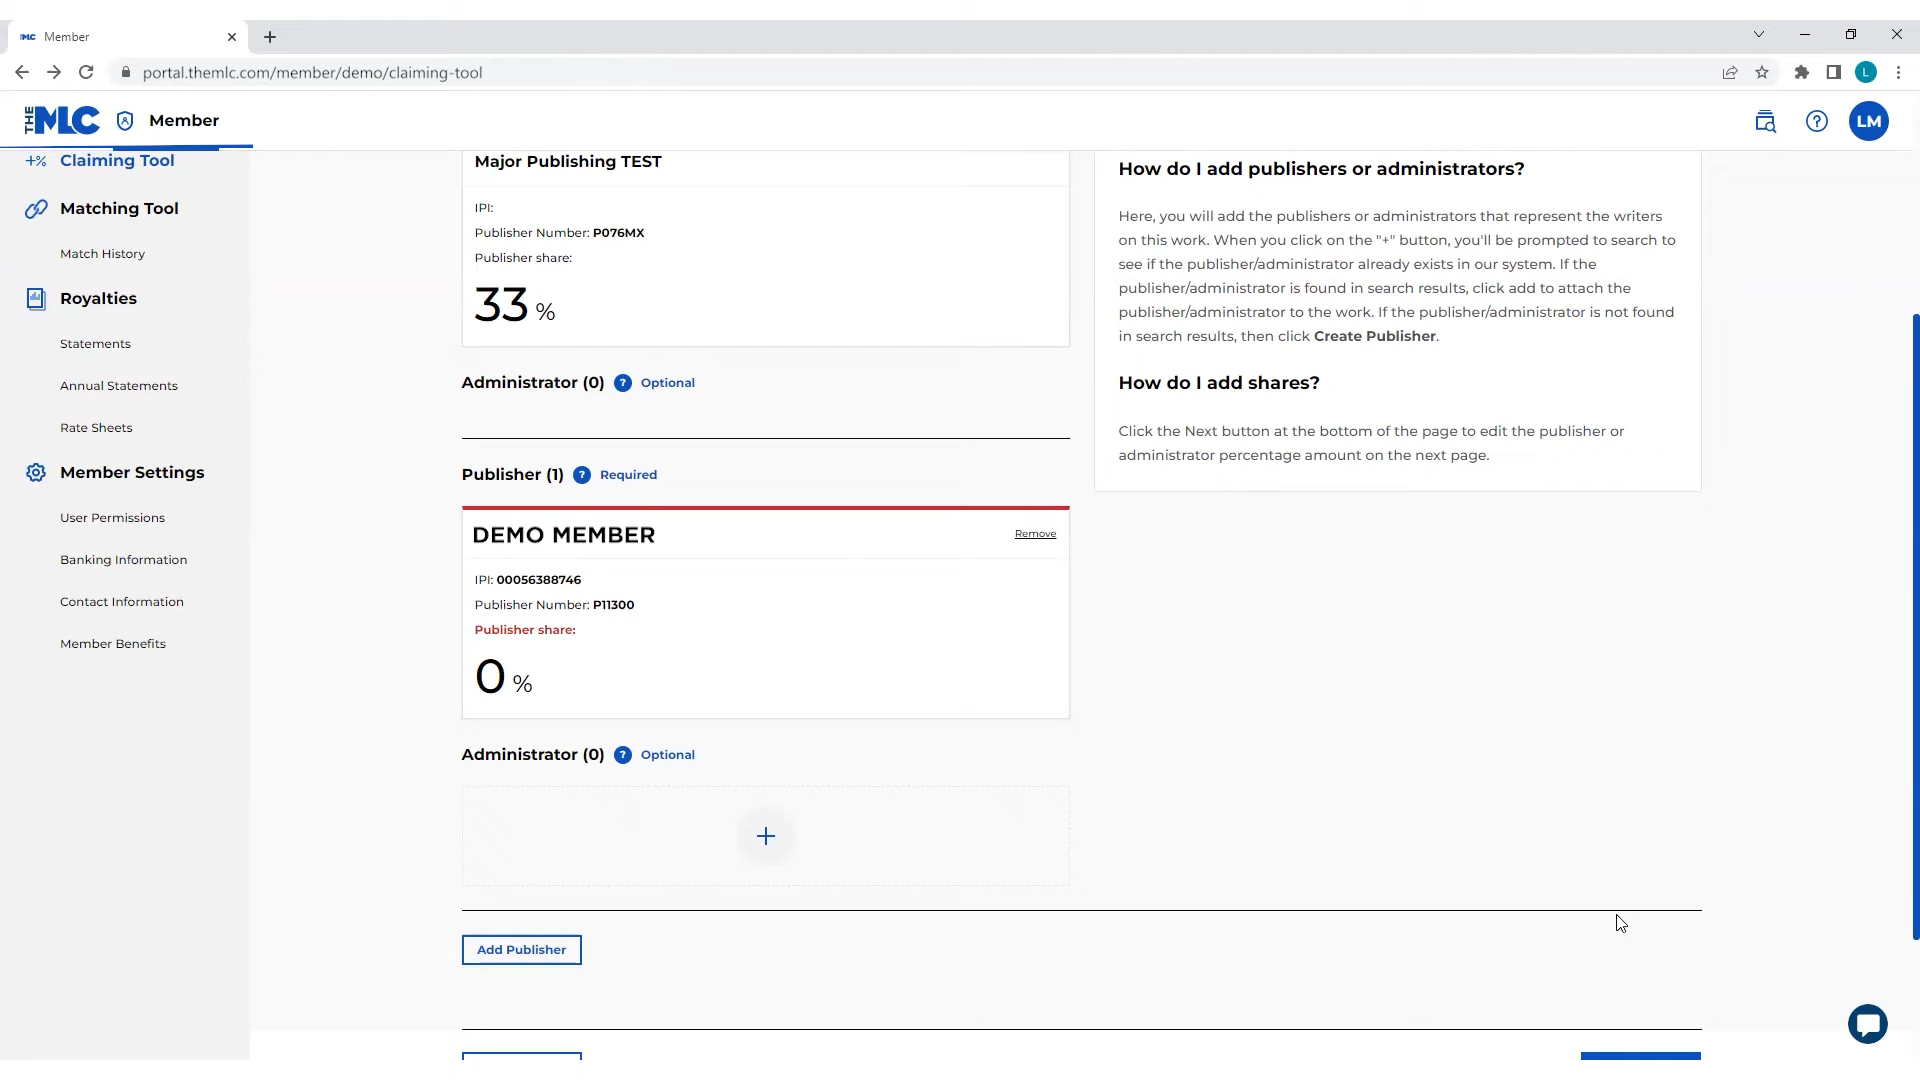 THE MLC Member
portal.themlc.com/member/demo/claiming-tool
L
THE MLC Member
? LM
+% Claiming Tool
Matching Tool
Match History
Royalties
Statements
Annual Statements
Rate Sheets
Member Settings
User Permissions
Banking Information
Contact Information
Member Benefits
Major Publishing TEST
IPI:
Publisher Number: P076MX
Publisher share:
33 %
Administrator (0) ? Optional
Publisher (1) ? Required
DEMO MEMBER Remove
IPI: 00056388746
Publisher Number: P11300
Publisher share:
0 %
Administrator (0) ? Optional
+
Add Publisher
How do I add publishers or administrators?
Here, you will add the publishers or administrators that represent the writers
on this work. When you click on the "+" button, you'll be prompted to search to
see if the publisher/administrator already exists in our system. If the
publisher/administrator is found in search results, click add to attach the
publisher/administrator to the work. If the publisher/administrator is not found
in search results, then click Create Publisher.
How do I add shares?
Click the Next button at the bottom of the page to edit the publisher or
administrator percentage amount on the next page.